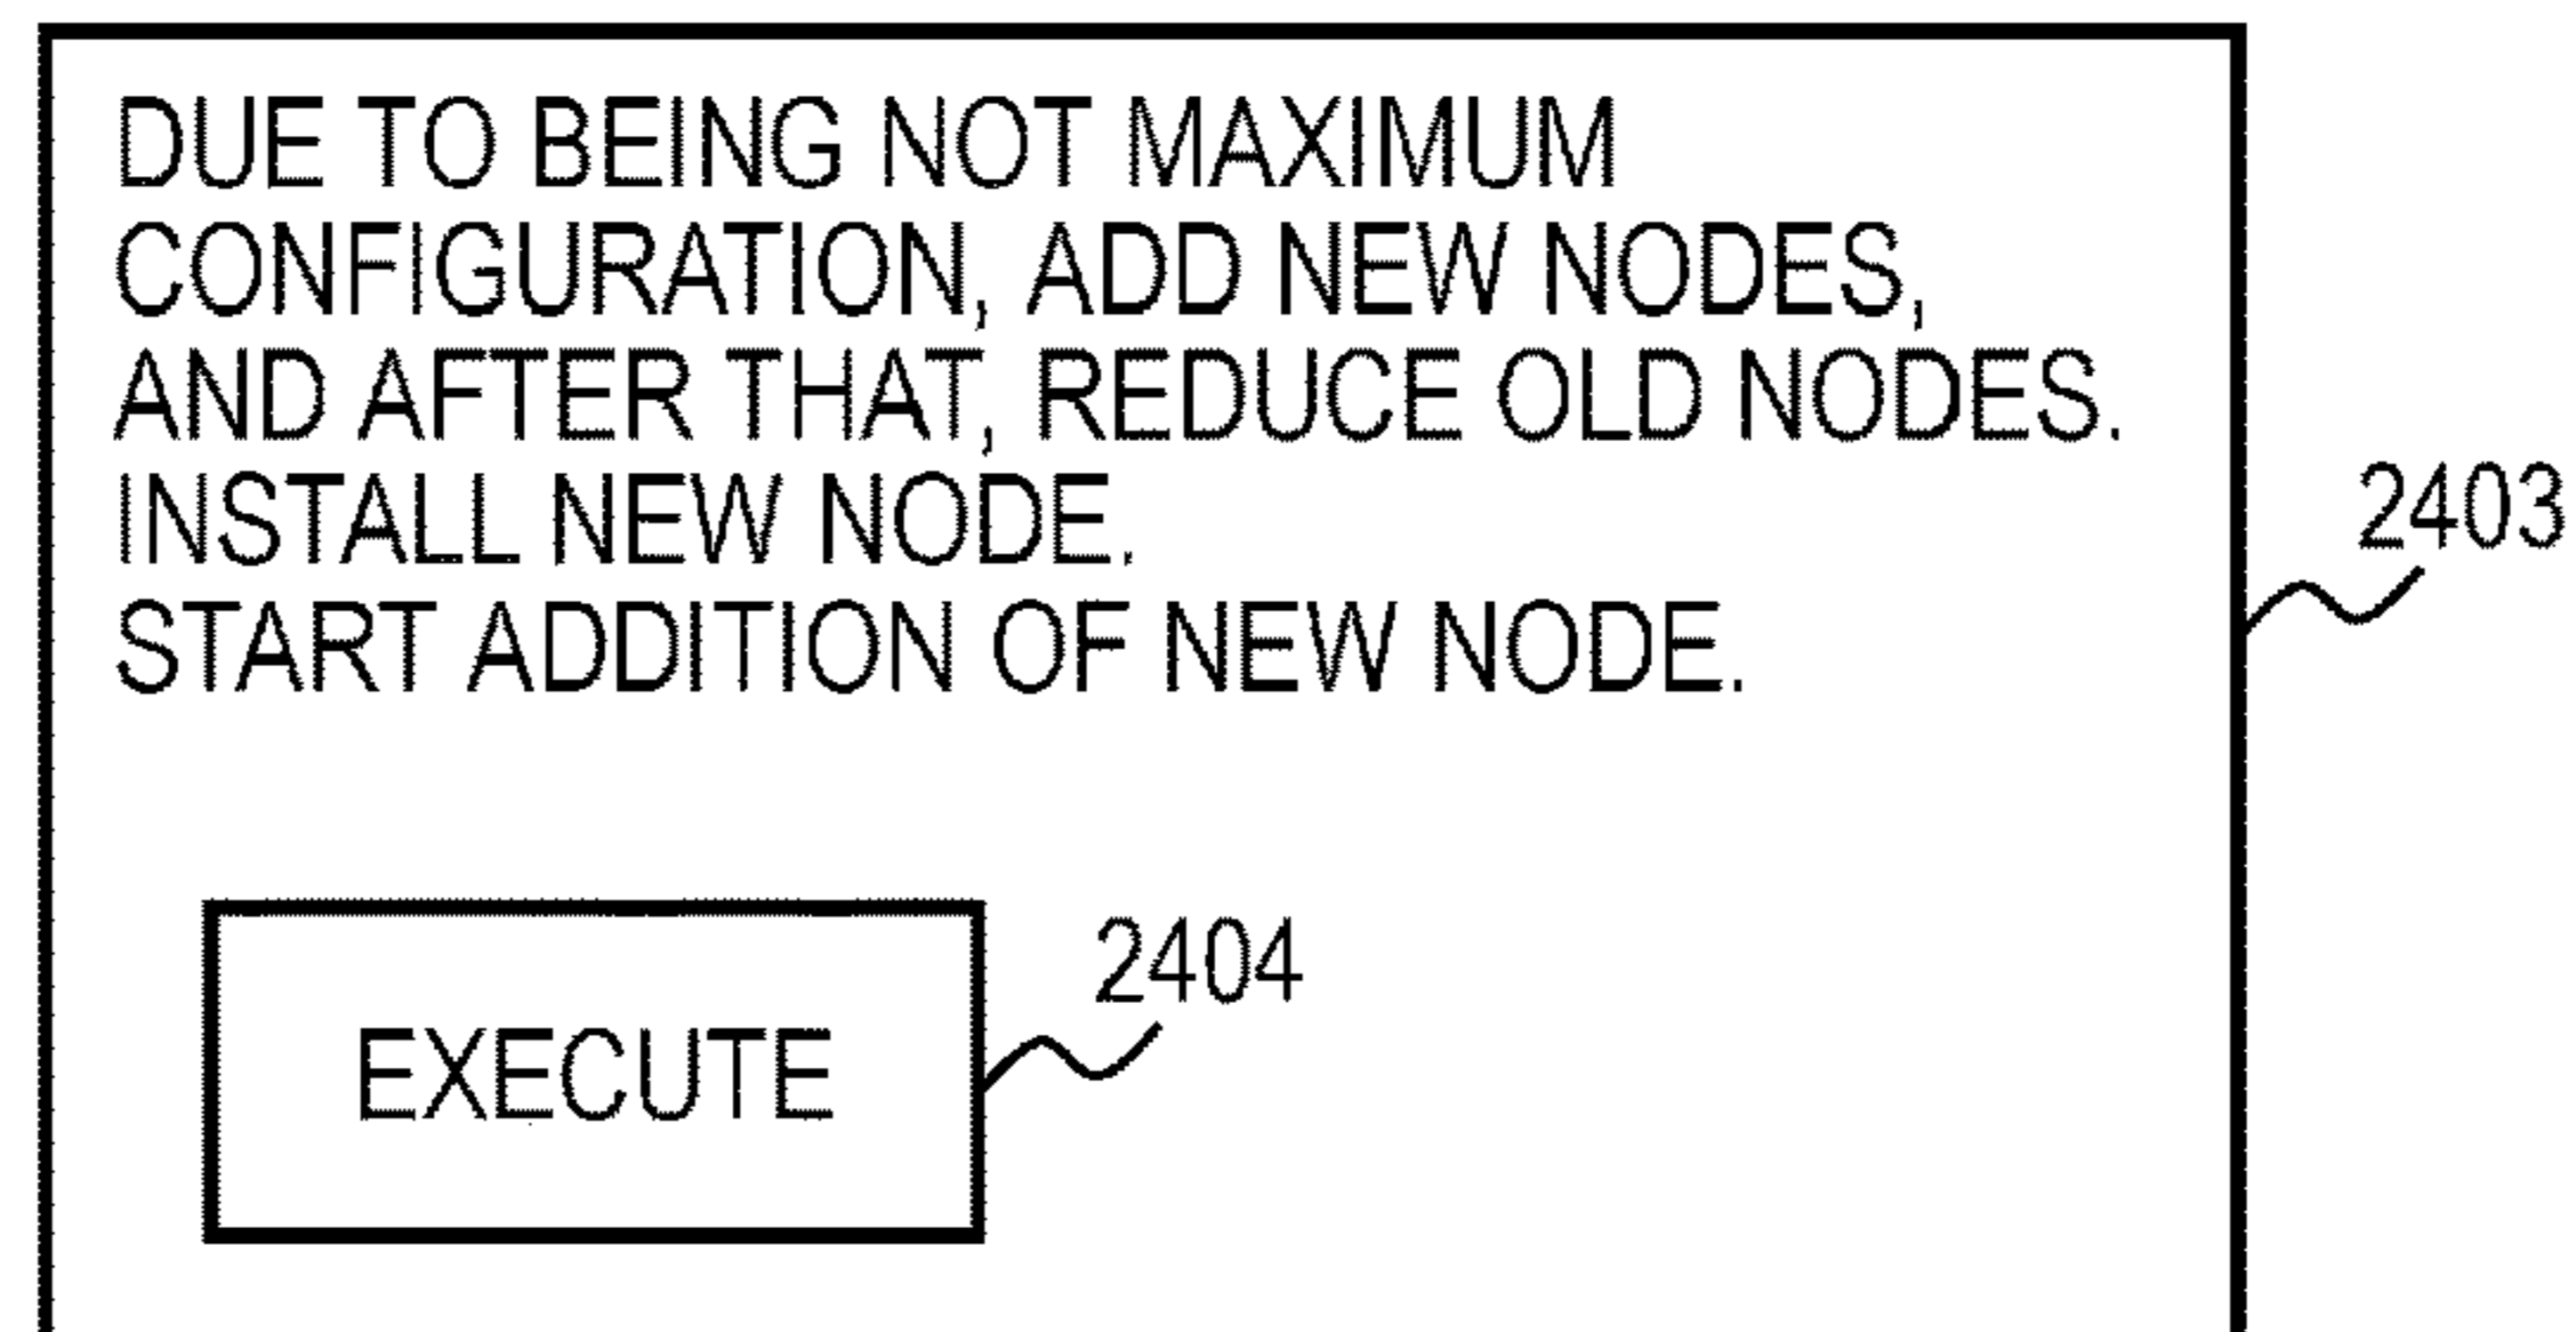 DUE TO BEING NOT MAXIMUM
CONFIGURATION, ADD NEW NODES,
AND AFTER THAT, REDUCE OLD NODES.
INSTALL NEW NODE.
START ADDITION OF NEW NODE.
2403
2404
EXECUTE